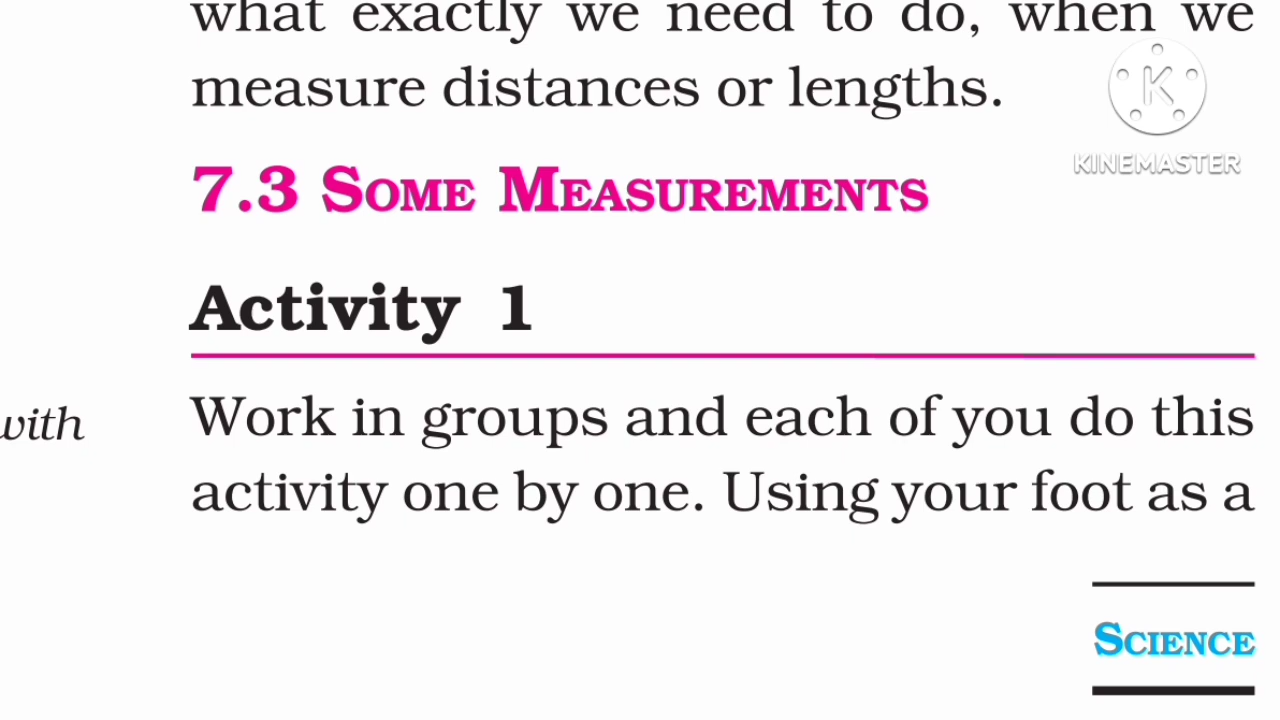 what exactly we need to do, when we
measure distances or lengths.
K
KINEMASTER
7.3 SOME MEASUREMENTS
Activity 1
with
Work in groups and each of you do this
activity one by one. Using your foot as a
SCIENCE